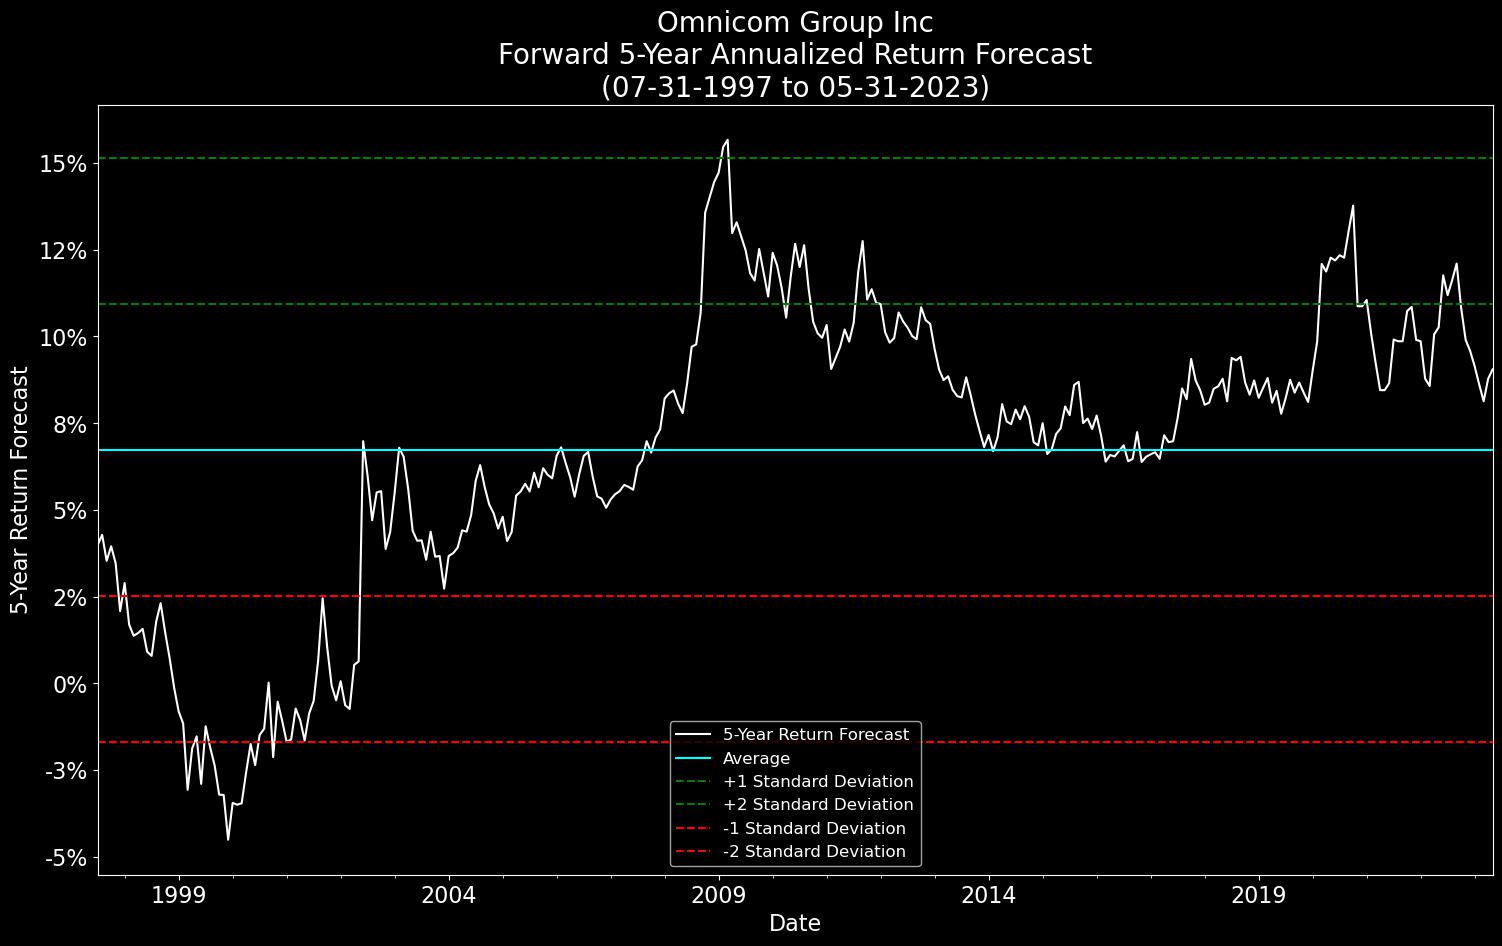 Omnicom Group Inc
Forward 5-Year Annualized Return Forecast
(07-31-1997 to 05-31-2023)
15%
12%
10%
8%
5%
2%
0%
-3%
-5%
5-Year Return Forecast
1999
2004
2009
2014
2019
Date
5-Year Return Forecast
Average
+1 Standard Deviation
+2 Standard Deviation
-1 Standard Deviation
-2 Standard Deviation